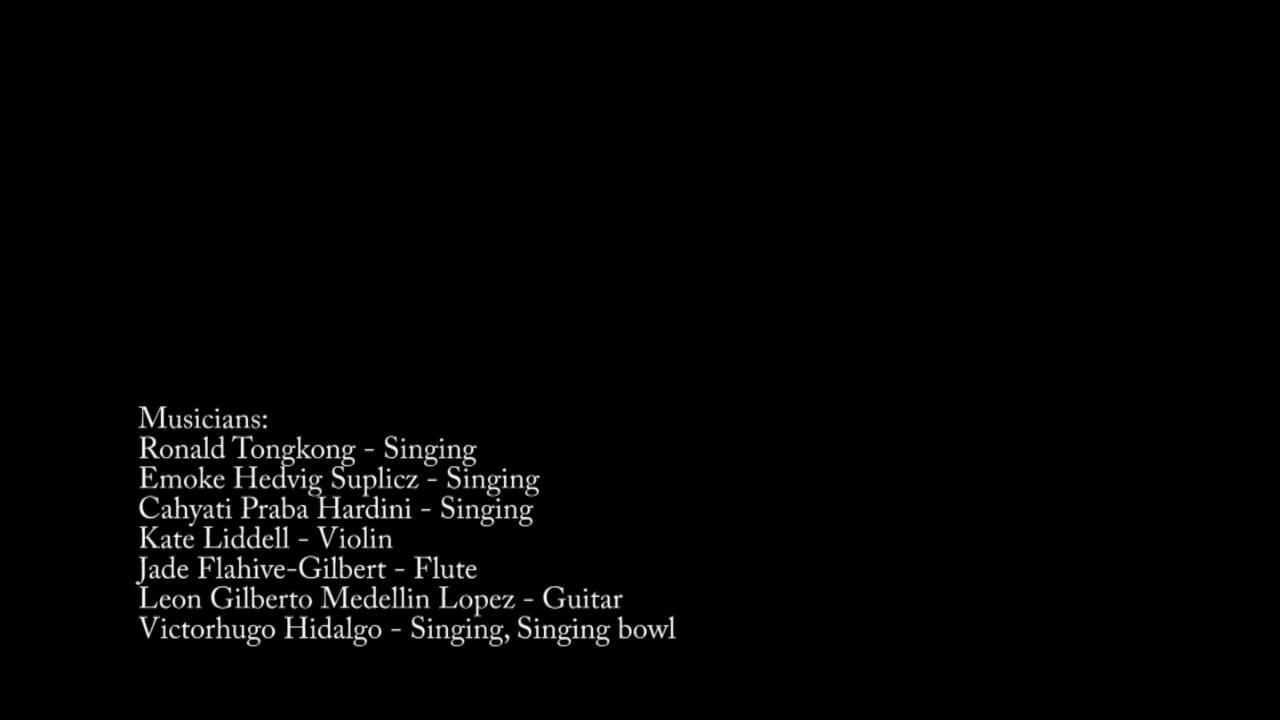 Musicians:
Ronald Tongkong - Singing
Emoke Hedvig Suplicz - Singing
Cahyati Praba Hardini - Singing
Kate Liddell - Violin
Jade Flahive-Gilbert - Flute
Leon Gilberto Medellin Lopez - Guitar
Victorhugo Hidalgo - Singing, Singing bowl